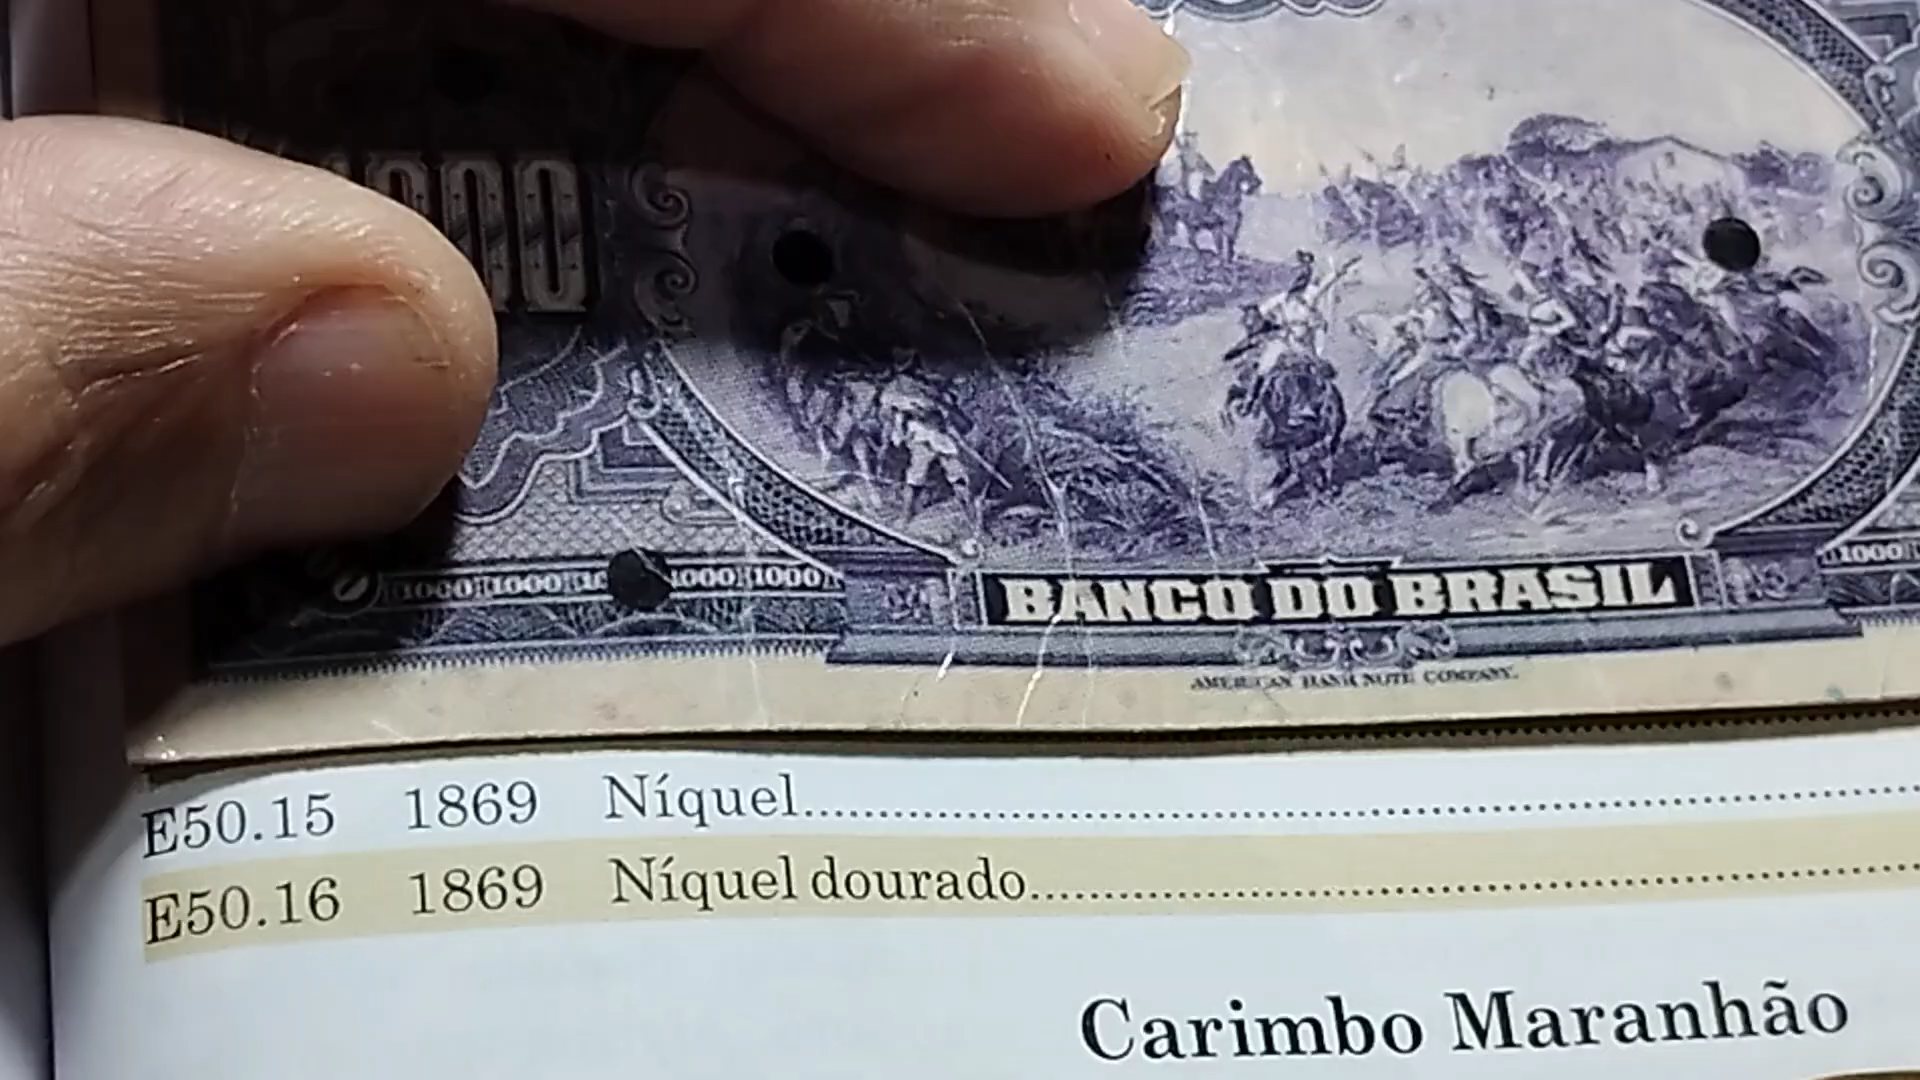 1000
1000 1000 1000 1000
BANCO DO BRASIL
1000
AMERICAN BANK NOTE COMPANY.
E50.15 1869 Níquel
E50.16 1869 Níquel dourado
Carimbo Maranhão